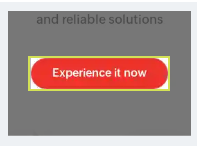 and reliable solutions
Experience it now